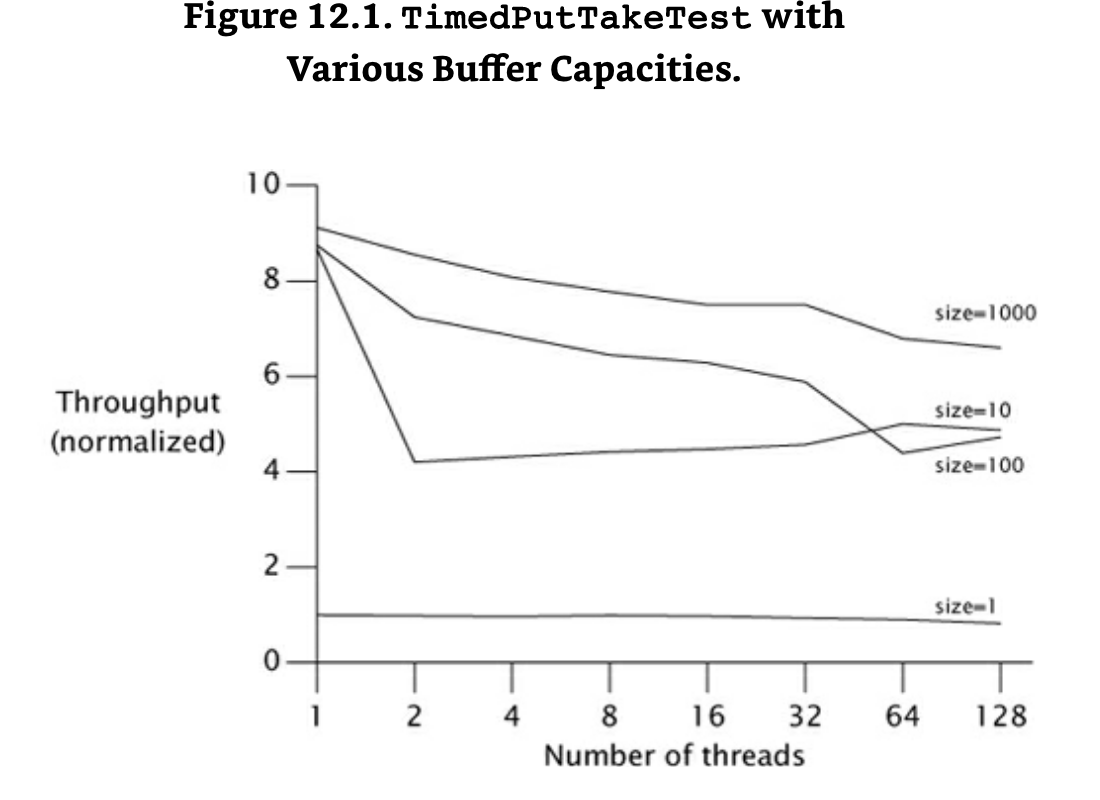 Figure 12.1. TimedPutTakeTest with
Various Buffer Capacities.
10
8
6
4
2
0
Throughput
(normalized)
size=1000
size=10
size=100
size=1
1 2 4 8 16 32 64 128
Number of threads